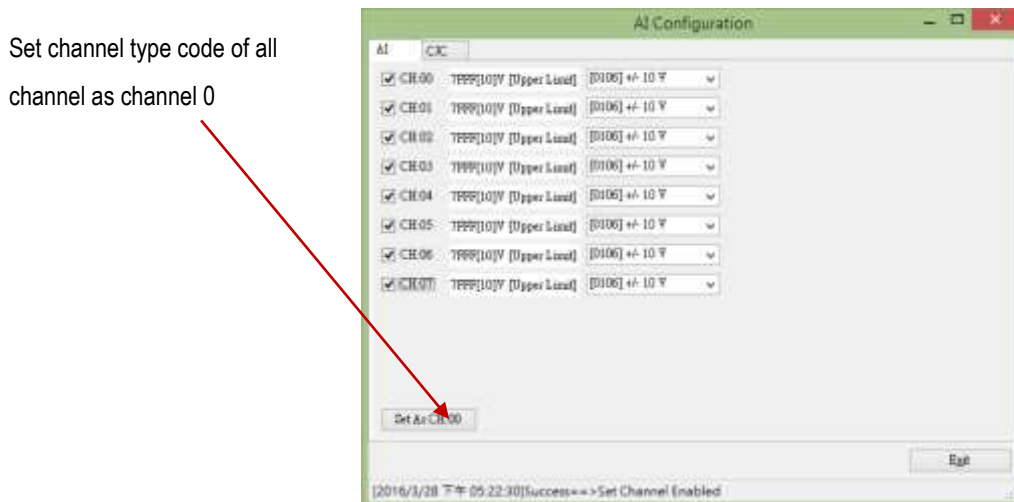 Set channel type code of all
channel as channel 0
AI Configuration
AI CJC
CH:00 7FFF[10]V [Upper Limit] [0106] +/- 10 V
CH:01 7FFF[10]V [Upper Limit] [0106] +/- 10 V
CH:02 7FFF[10]V [Upper Limit] [0106] +/- 10 V
CH:03 7FFF[10]V [Upper Limit] [0106] +/- 10 V
CH:04 7FFF[10]V [Upper Limit] [0106] +/- 10 V
CH:05 7FFF[10]V [Upper Limit] [0106] +/- 10 V
CH:06 7FFF[10]V [Upper Limit] [0106] +/- 10 V
CH:07 7FFF[10]V [Upper Limit] [0106] +/- 10 V
Set As CH:00
Exit
[2016/3/28 下午 05:22:30]Success==>Set Channel Enabled